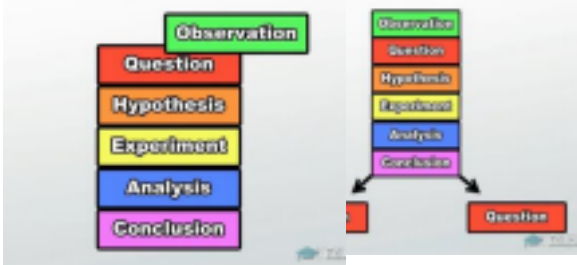 Observation
Question
Hypothesis
Experiment
Analysis
Conclusion
Observation
Question
Hypothesis
Experiment
Analysis
Conclusion
Question